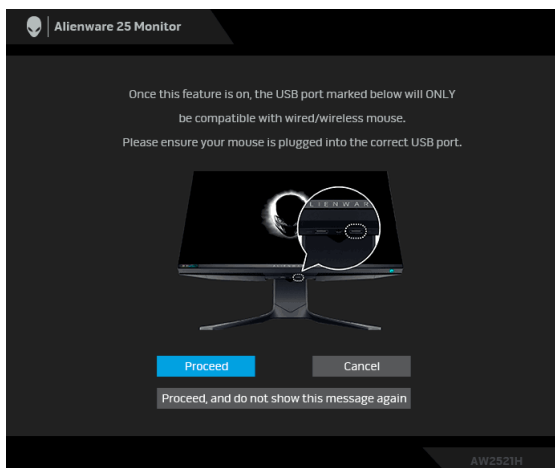 Alienware 25 Monitor
Once this feature is on, the USB port marked below will ONLY
be compatible with wired/wireless mouse.
Please ensure your mouse is plugged into the correct USB port.
LIENWAR
Proceed
Cancel
Proceed, and do not show this message again
AW2521H